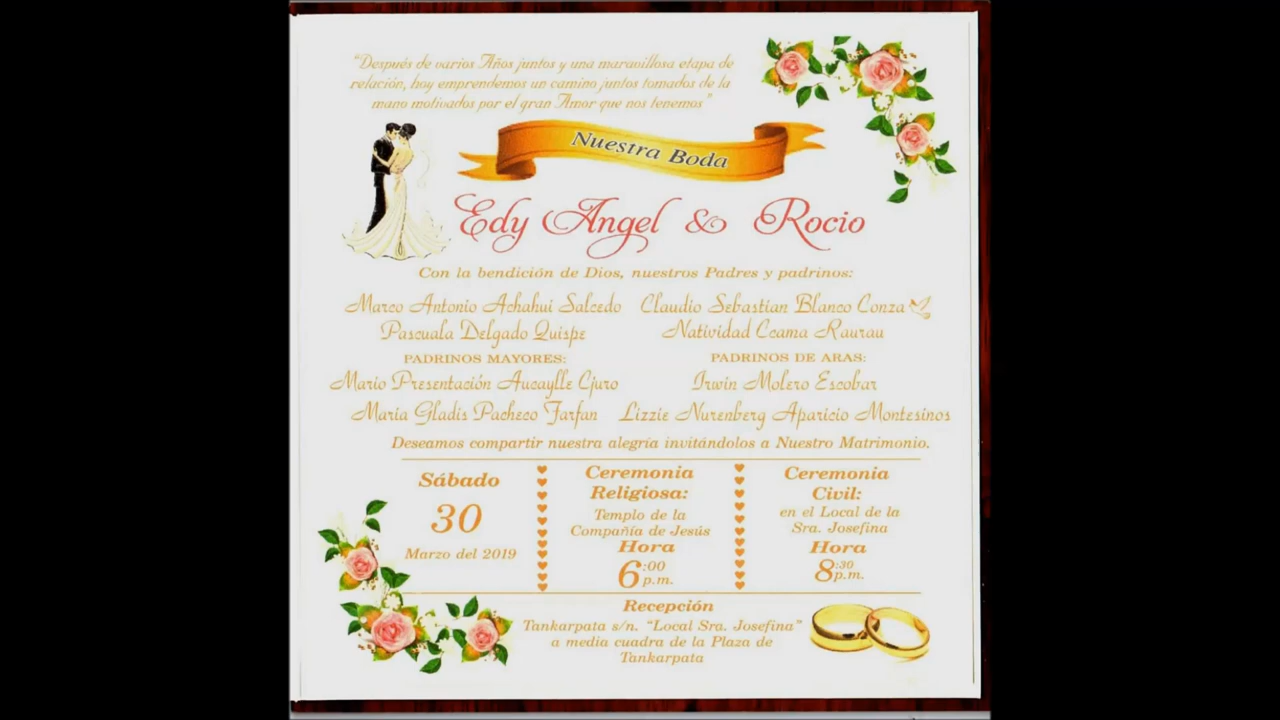 “Después de varios Años juntos y una maravillosa etapa de
relación, hoy emprendemos un camino juntos tomados de la
mano motivados por el gran Amor que nos tenemos”
Nuestra Boda
Edy Angel & Rocio
Con la bendición de Dios, nuestros Padres y padrinos:
Marco Antonio Achahui Salcedo
Pascuala Delgado Quispe
Claudio Sebastian Blanco Conza
Natividad Ccama Raurau
PADRINOS MAYORES:
Mario Presentación Aucaylle Cjuro
Maria Gladis Pacheco Farfan
PADRINOS DE ARAS:
Irwin Molero Escobar
Lizzie Nurenberg Aparicio Montesinos
Deseamos compartir nuestra alegría invitándolos a Nuestro Matrimonio.
Sábado
30
Marzo del 2019
Ceremonia
Religiosa:
Templo de la
Compañía de Jesús
Hora
6:00
p.m.
Ceremonia
Civil:
en el Local de la
Sra. Josefina
Hora
8:30
p.m.
Recepción
Tankarpata s/n. “Local Sra. Josefina”
a media cuadra de la Plaza de
Tankarpata